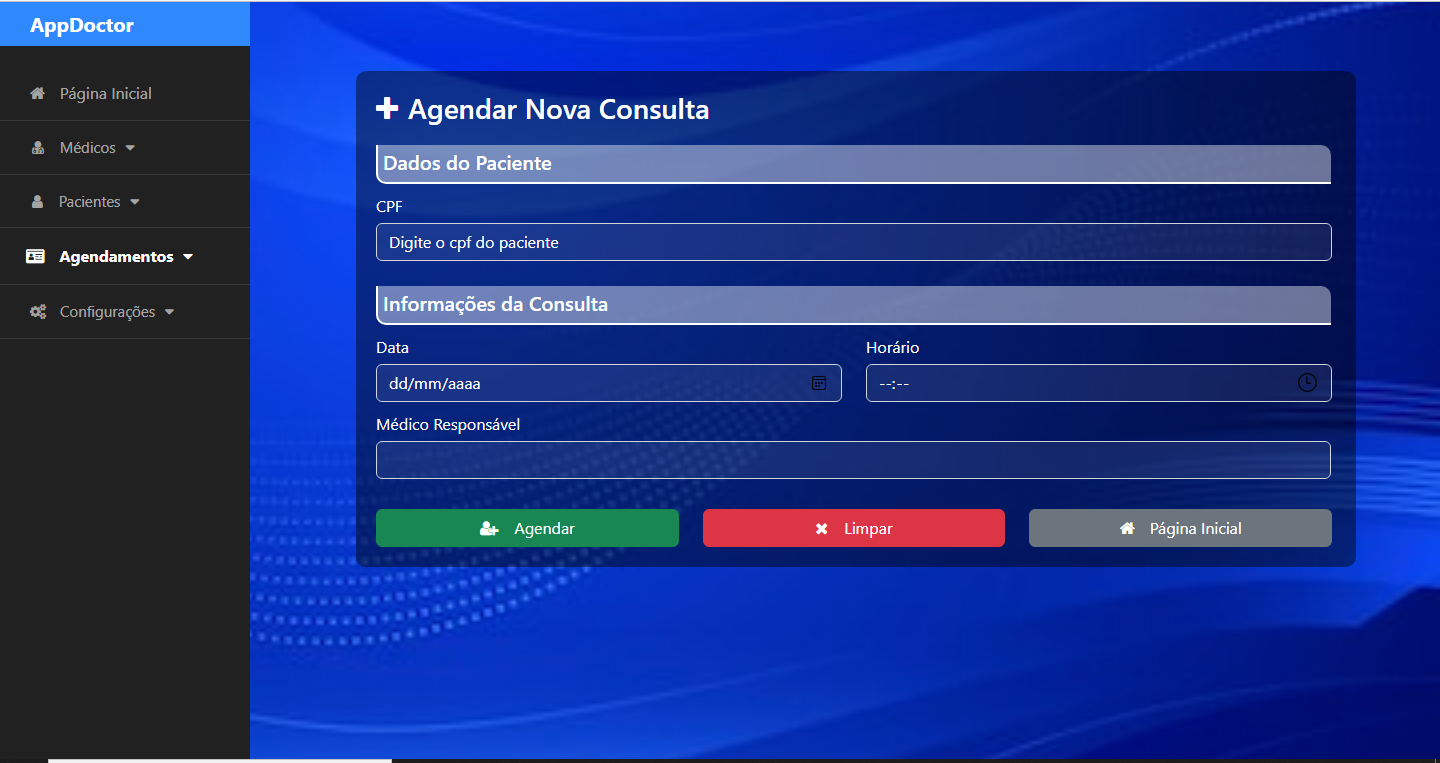 AppDoctor
Página Inicial
Médicos
Pacientes
Agendamentos
Configurações
Agendar Nova Consulta
Dados do Paciente
CPF
Digite o cpf do paciente
Informações da Consulta
Data Horário
dd/mm/aaaa --:--
Médico Responsável
Agendar Limpar Página Inicial